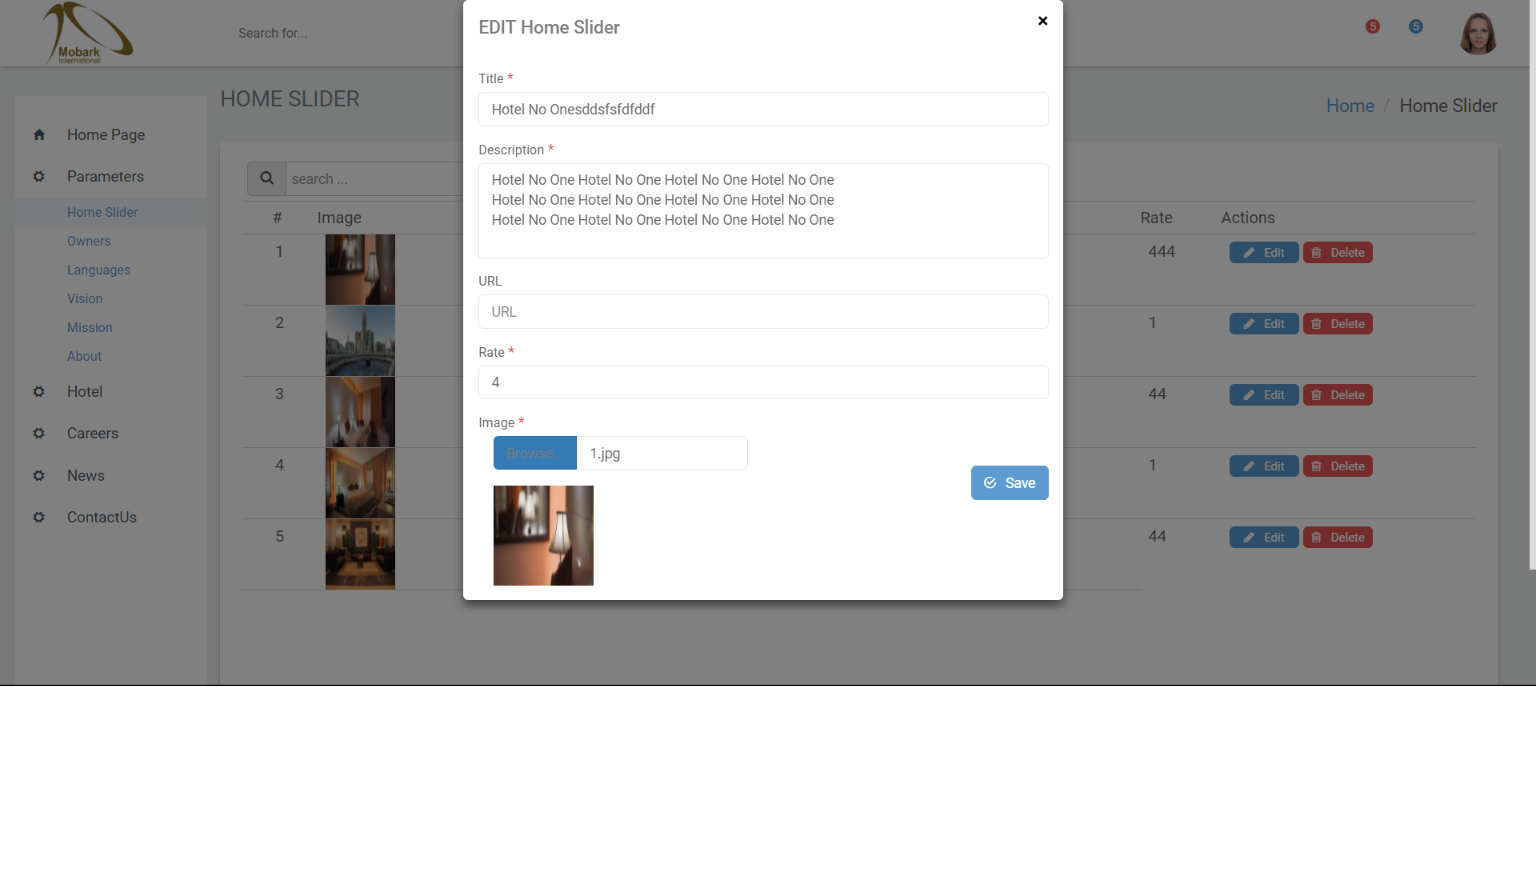 Mobark
International
Search for...
5
5
EDIT Home Slider
×
HOME SLIDER
Home / Home Slider
Home Page
Parameters
Home Slider
Owners
Languages
Vision
Mission
About
Hotel
Careers
News
ContactUs
search ...
# Image Rate Actions
1 444 Edit Delete
2 1 Edit Delete
3 44 Edit Delete
4 1 Edit Delete
5 44 Edit Delete
Title *
Hotel No Onesddsfsfdfddf
Description *
Hotel No One Hotel No One Hotel No One Hotel No One
Hotel No One Hotel No One Hotel No One Hotel No One
Hotel No One Hotel No One Hotel No One Hotel No One
URL
URL
Rate *
4
Image *
Browse... 1.jpg
Save